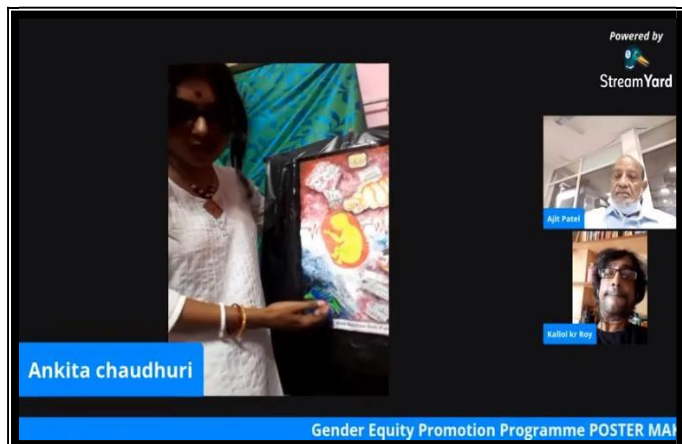 Powered by
StreamYard
Ajit Patel
Kallol kr Roy
Ankita chaudhuri
Gender Equity Promotion Programme POSTER MA